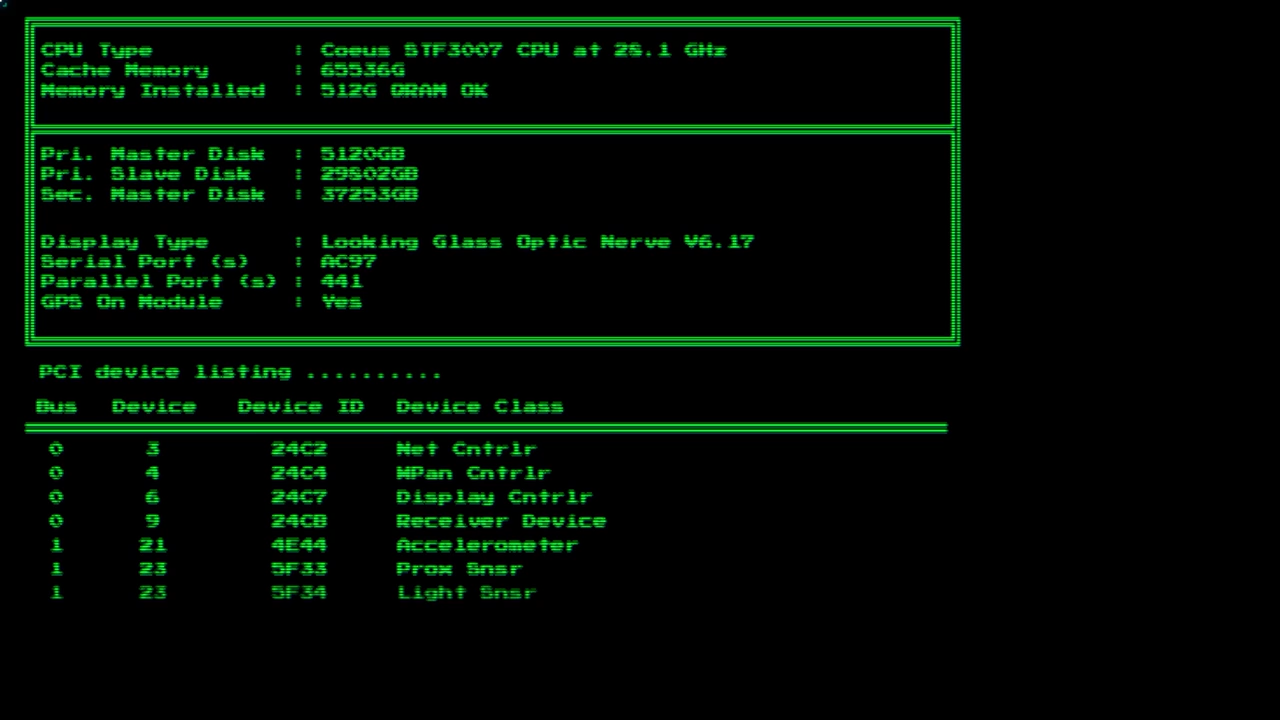 CPU Type : Coeus STF3007 CPU at 25.1 GHz
Cache Memory : 65536G
Memory Installed : 512G QRAM OK
Pri. Master Disk : 5120GB
Pri. Slave Disk : 29802GB
Sec. Master Disk : 37253GB
Display Type : Looking Glass Optic Nerve V6.17
Serial Port (s) : AC97
Parallel Port (s) : 441
GPS On Module : Yes
PCI device listing ..........
Bus Device Device ID Device Class
0 3 24C2 Net Cntrlr
0 4 24C4 WPan Cntrlr
0 6 24C7 Display Cntrlr
0 9 24C8 Receiver Device
1 21 4E44 Accelerometer
1 23 5F33 Prox Snsr
1 23 5F34 Light Snsr